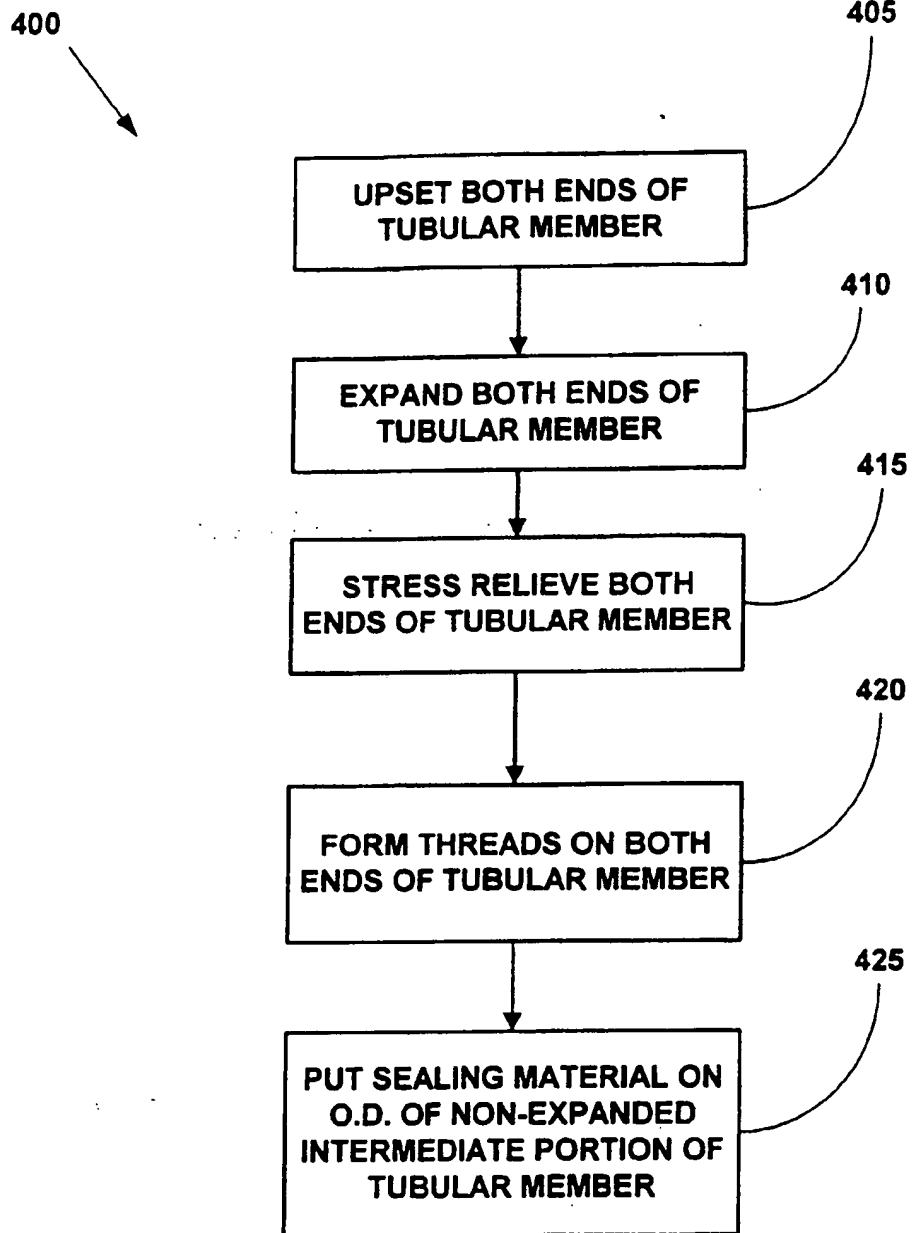 400
405
UPSET BOTH ENDS OF
TUBULAR MEMBER
410
EXPAND BOTH ENDS OF
TUBULAR MEMBER
415
STRESS RELIEVE BOTH
ENDS OF TUBULAR MEMBER
420
FORM THREADS ON BOTH
ENDS OF TUBULAR MEMBER
425
PUT SEALING MATERIAL ON
O.D. OF NON-EXPANDED
INTERMEDIATE PORTION OF
TUBULAR MEMBER